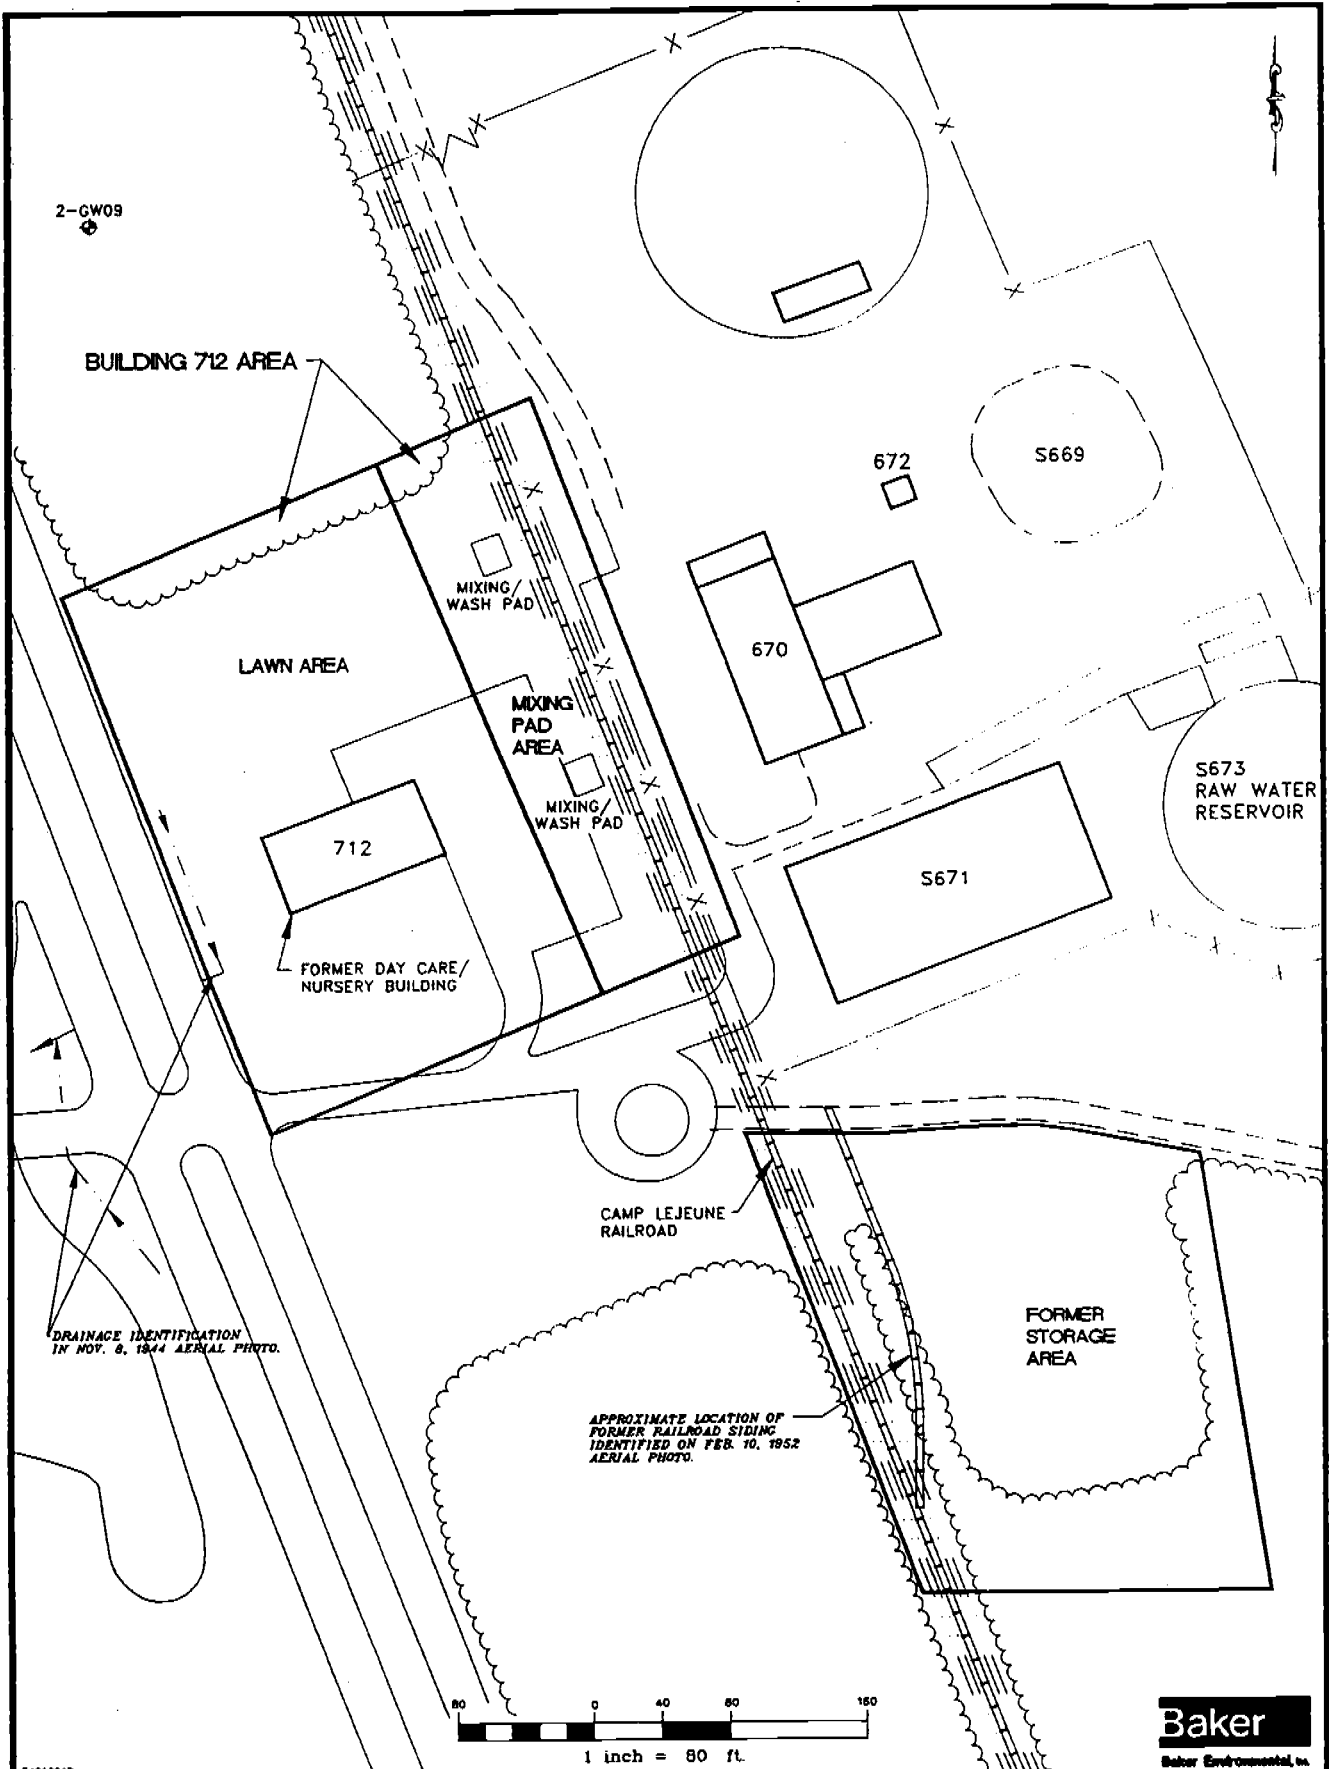 2-GW09
BUILDING 712 AREA
672
S669
MIXING/
WASH PAD
670
LAWN AREA
MIXING
PAD
AREA
S673
RAW WATER
RESERVOIR
MIXING/
WASH PAD
712
S671
FORMER DAY CARE/
NURSERY BUILDING
CAMP LEJEUNE
RAILROAD
FORMER
STORAGE
AREA
DRAINAGE IDENTIFICATION
IN NOV. 8, 1944 AERIAL PHOTO.
APPROXIMATE LOCATION OF
FORMER RAILROAD SIDING
IDENTIFIED ON FEB. 10, 1952
AERIAL PHOTO.
80 0 40 80 160
1 inch = 80 ft.
Baker
Baker Environmental, Inc.